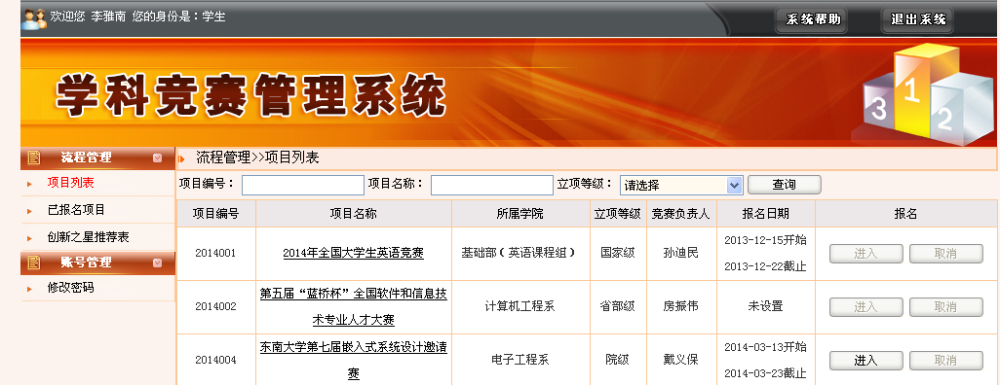 欢迎您 李雅南 您的身份是：学生
系统帮助
退出系统
学科竞赛管理系统
3 1 2
流程管理
项目列表
已报名项目
创新之星推荐表
账号管理
修改密码
流程管理>>项目列表
项目编号： 项目名称： 立项等级： 请选择 查询
项目编号 项目名称 所属学院 立项等级 竞赛负责人 报名日期 报名
2014001 2014年全国大学生英语竞赛 基础部（英语课程组） 国家级 孙迪民 2013-12-15开始 进入 取消
2013-12-22截止
第五届“蓝桥杯”全国软件和信息技
2014002 术专业人才大赛 计算机工程系 省部级 房振伟 未设置 进入 取消
东南大学第七届嵌入式系统设计邀请 2014-03-13开始
2014004 赛 电子工程系 院级 戴义保 2014-03-23截止 进入 取消